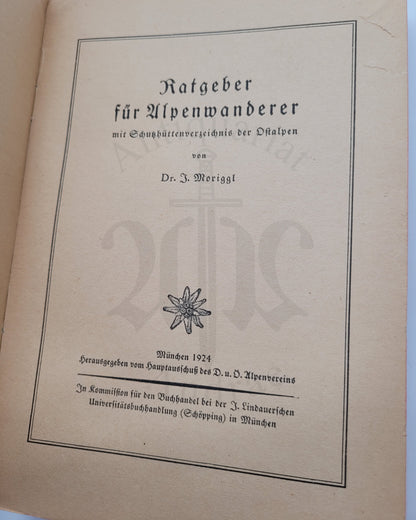 Ratgeber
für Alpenwanderer
mit Schutzhüttenverzeichnis der Ostalpen
von
Dr. J. Moriggl
München 1924
Herausgegeben vom Hauptausschuß des D. u. Ö. Alpenvereins
In Kommission für den Buchhandel bei der J. Lindauerschen
Universitätsbuchhandlung (Schöpping) in München